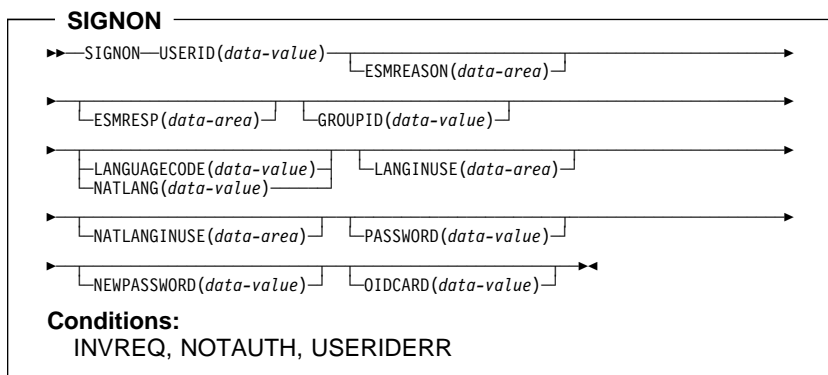 SIGNON
SIGNON USERID(data-value)
ESMREASON(data-area)
ESMRESP(data-area) GROUPID(data-value)
LANGUAGECODE(data-value) LANGINUSE(data-area)
NATLANG(data-value)
NATLANGINUSE(data-area) PASSWORD(data-value)
NEWPASSWORD(data-value) OIDCARD(data-value)
Conditions:
INVREQ, NOTAUTH, USERIDERR